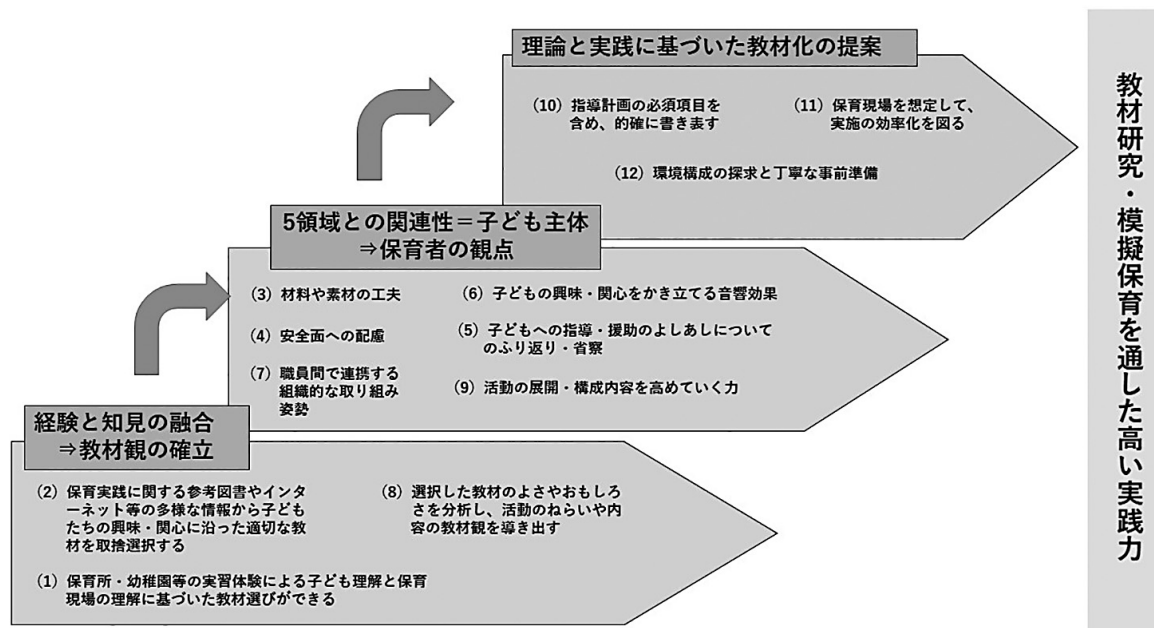 理論と実践に基づいた教材化の提案
(10) 指導計画の必須項目を
含め、的確に書き表す
(11) 保育現場を想定して、
実施の効率化を図る
(12) 環境構成の探求と丁寧な事前準備
5領域との関連性＝子ども主体
⇒保育者の観点
(3) 材料や素材の工夫
(6) 子どもの興味・関心をかき立てる音響効果
(4) 安全面への配慮
(5) 子どもへの指導・援助のよしあしについて
のふり返り・省察
(7) 職員間で連携する
組織的な取り組み
姿勢
(9) 活動の展開・構成内容を高めていく力
経験と知見の融合
⇒教材観の確立
(2) 保育実践に関する参考図書やインタ
ーネット等の多様な情報から子ども
たちの興味・関心に沿った適切な教
材を取捨選択する
(8) 選択した教材のよさやおもしろ
さを分析し、活動のねらいや内
容の教材観を導き出す
(1) 保育所・幼稚園等の実習体験による子ども理解と保育
現場の理解に基づいた教材選びができる
教材研究・模擬保育を通した高い実践力